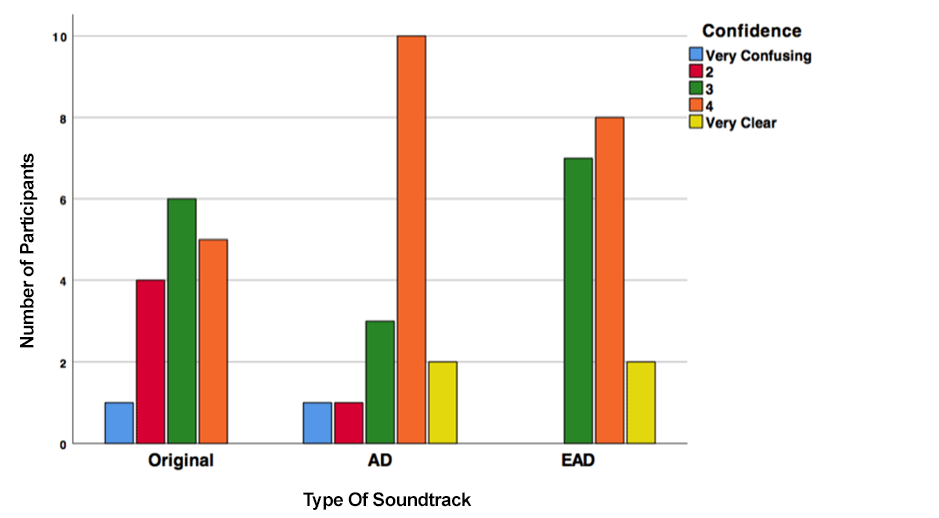 Confidence
Very Confusing
2
3
4
Very Clear
Number of Participants
10
8
6
4
2
0
Original AD EAD
Type Of Soundtrack